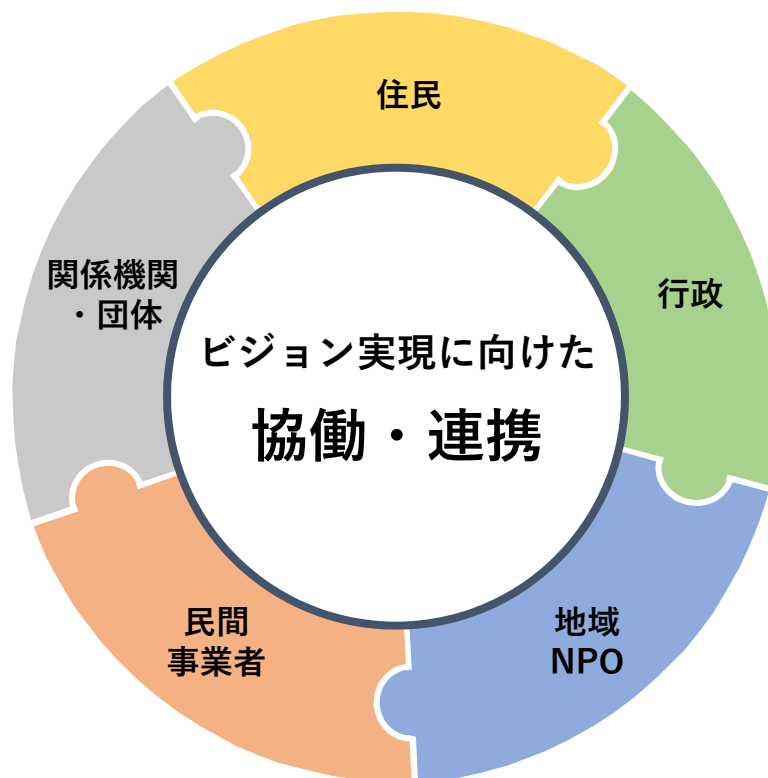 住民
行政
関係機関
・団体
ビジョン実現に向けた
協働・連携
民間
事業者
地域
NPO